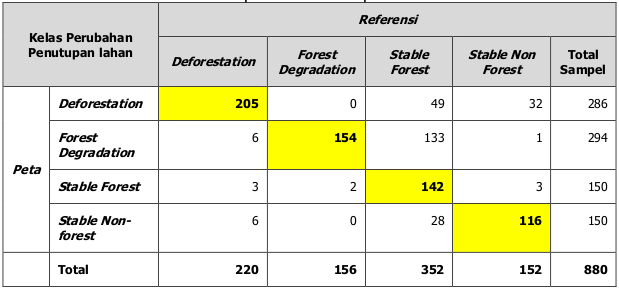 Kelas Perubahan Penutupan lahan Referensi
Deforestation Forest Degradation Stable Forest Stable Non Forest Total Sampel
Peta Deforestation 205 0 49 32 286
Forest Degradation 6 154 133 1 294
Stable Forest 3 2 142 3 150
Stable Non-forest 6 0 28 116 150
Total 220 156 352 152 880